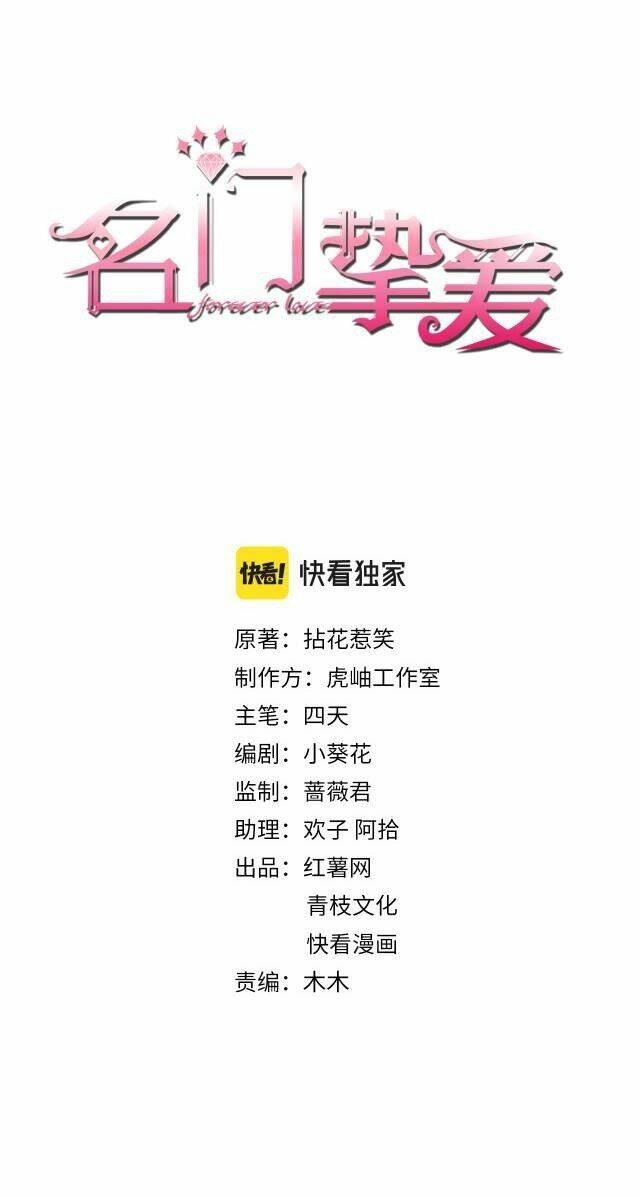 名门挚爱
forever love
快看! 快看独家
原著：拈花惹笑
制作方：虎岫工作室
主笔：四天
编剧：小葵花
监制：蔷薇君
助理：欢子 阿拾
出品：红薯网
青枝文化
快看漫画
责编：木木